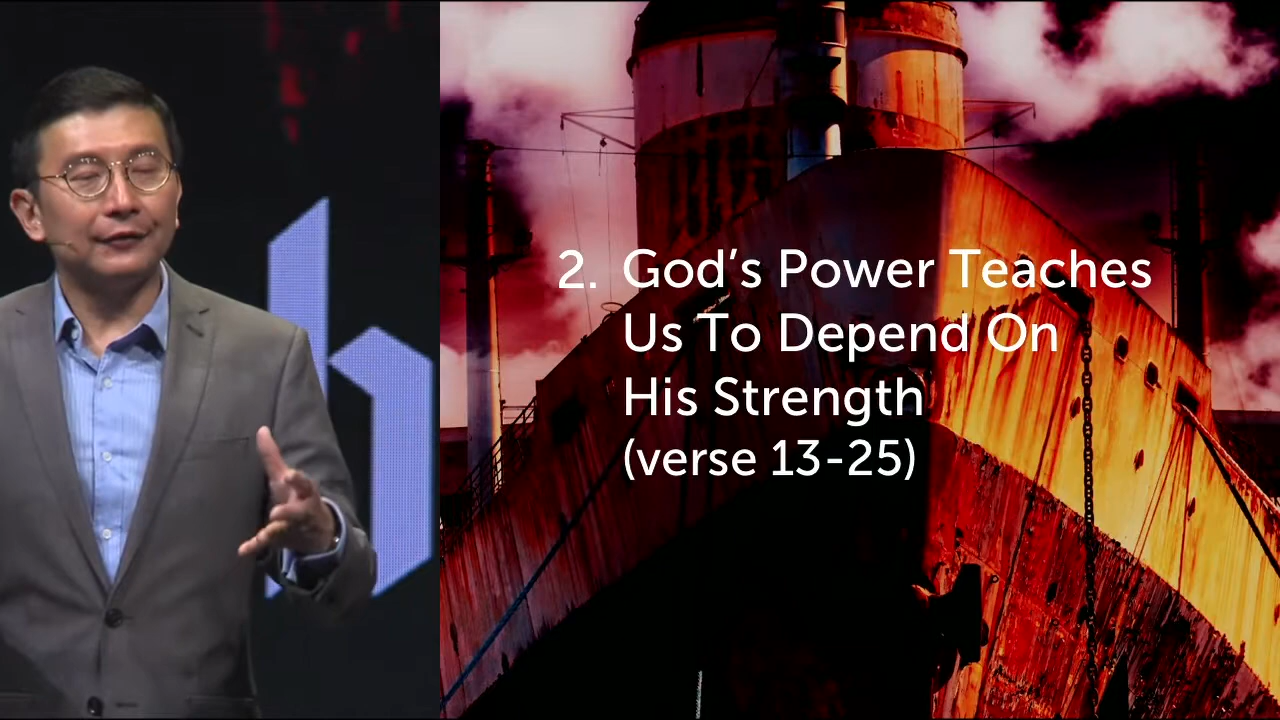 2. God's Power Teaches
Us To Depend On
His Strength
(verse 13-25)